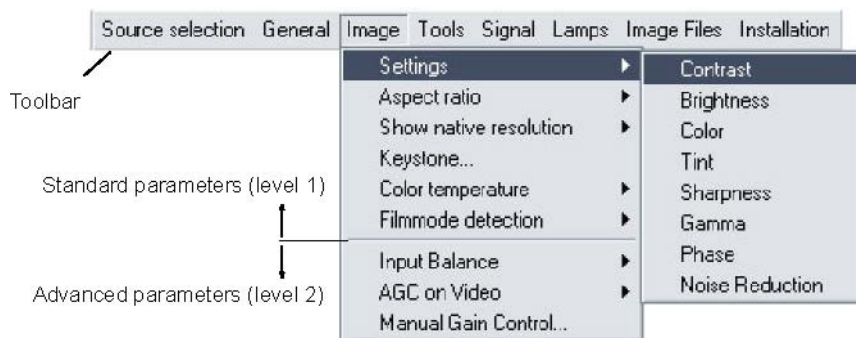 Source selection General Image Tools Signal Lamps Image Files Installation
Toolbar
Settings
Aspect ratio
Show native resolution
Keystone...
Color temperature
Filmmode detection
Input Balance
AGC on Video
Manual Gain Control...
Contrast
Brightness
Color
Tint
Sharpness
Gamma
Phase
Noise Reduction
Standard parameters (level 1)
Advanced parameters (level 2)